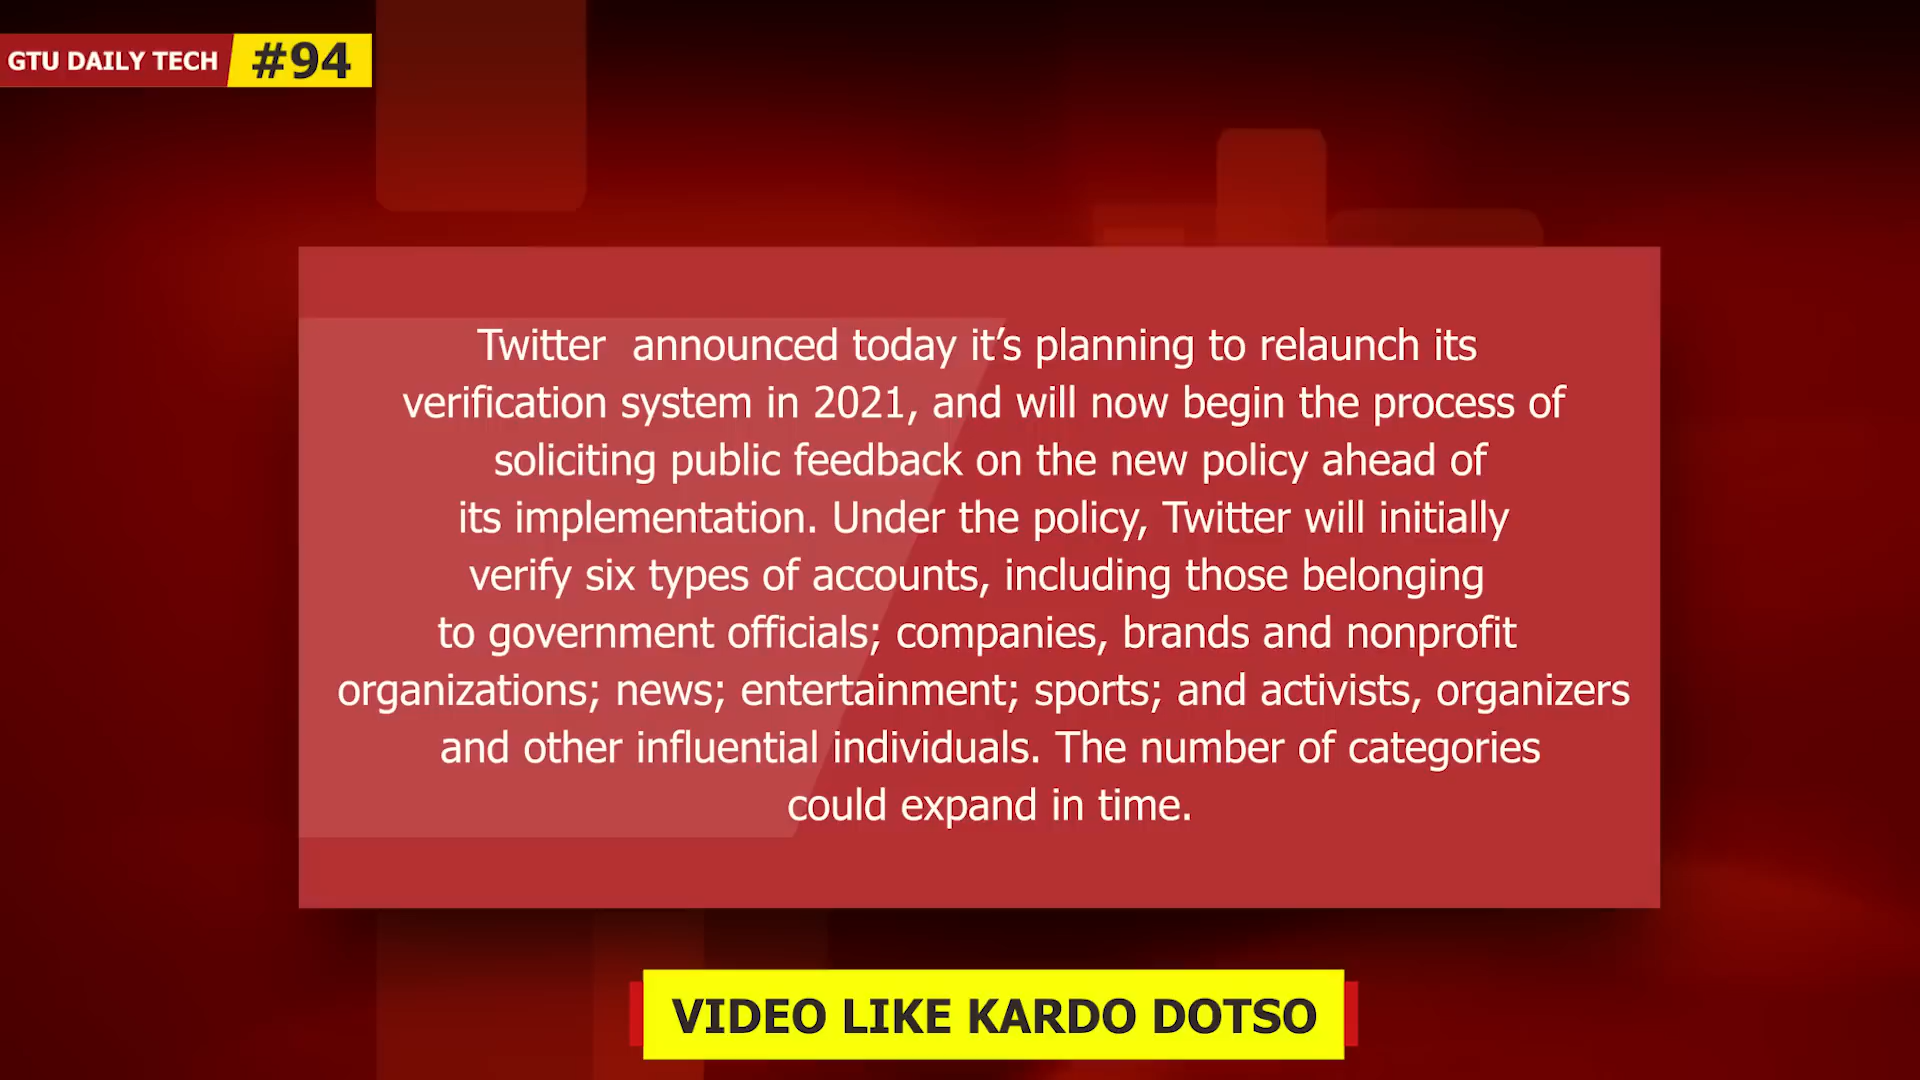 GTU DAILY TECH #94
Twitter announced today it’s planning to relaunch its
verification system in 2021, and will now begin the process of
soliciting public feedback on the new policy ahead of
its implementation. Under the policy, Twitter will initially
verify six types of accounts, including those belonging
to government officials; companies, brands and nonprofit
organizations; news; entertainment; sports; and activists, organizers
and other influential individuals. The number of categories
could expand in time.
VIDEO LIKE KARDO DOTSO